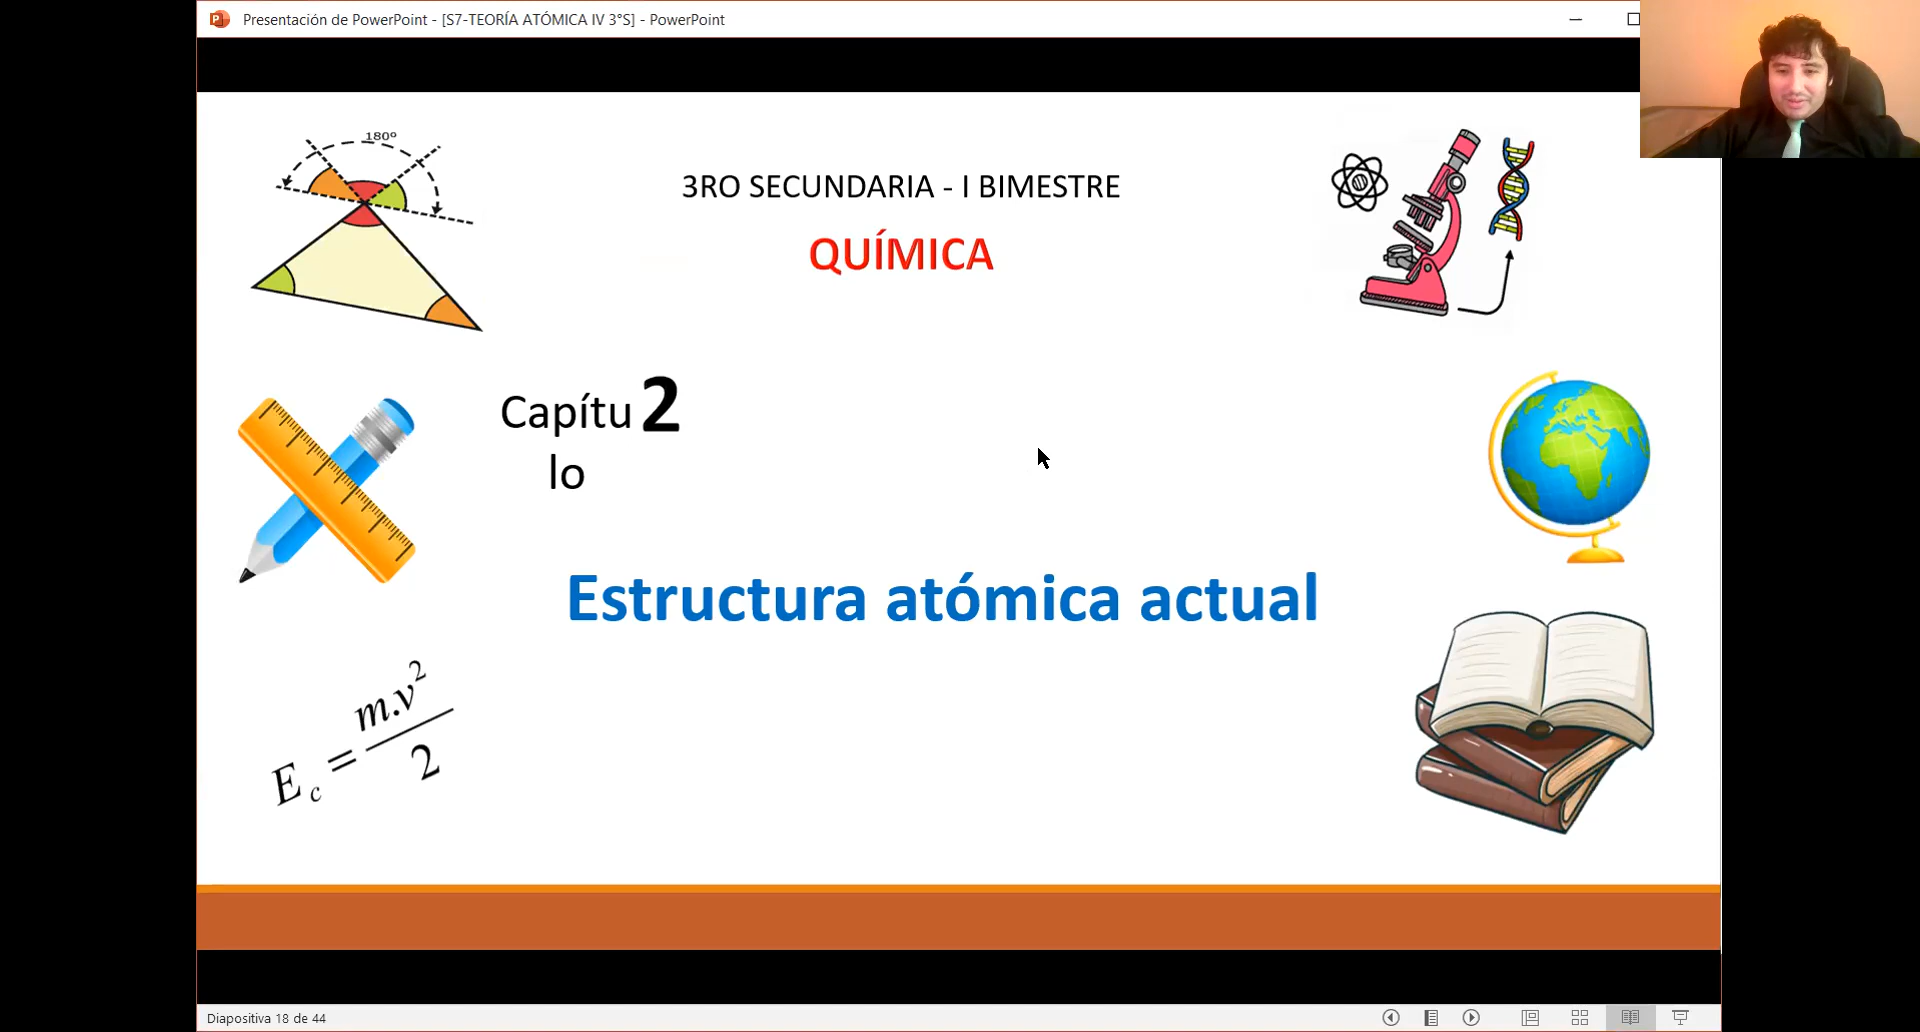 Presentación de PowerPoint - [S7-TEORÍA ATÓMICA IV 3°S] - PowerPoint
180º
3RO SECUNDARIA - I BIMESTRE
QUÍMICA
Capítu 2
lo
Estructura atómica actual
E_c = m.v² / 2
Diapositiva 18 de 44